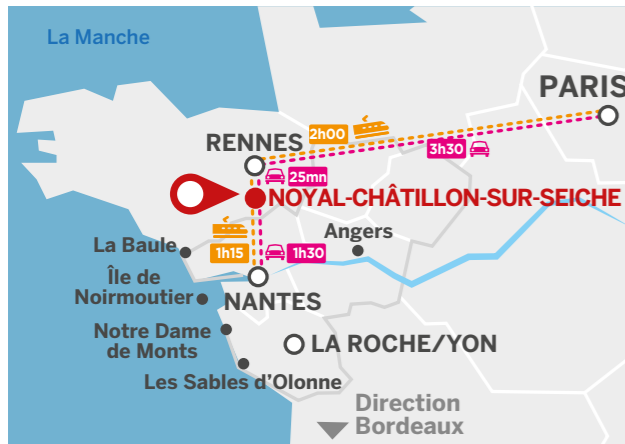 La Manche
PARIS
2h00
RENNES
3h30
25mn
NOYAL-CHÂTILLON-SUR-SEICHE
La Baule
1h15
1h30
Angers
Île de
Noirmoutier
NANTES
Notre Dame
de Monts
LA ROCHE/YON
Les Sables d'Olonne
Direction
Bordeaux